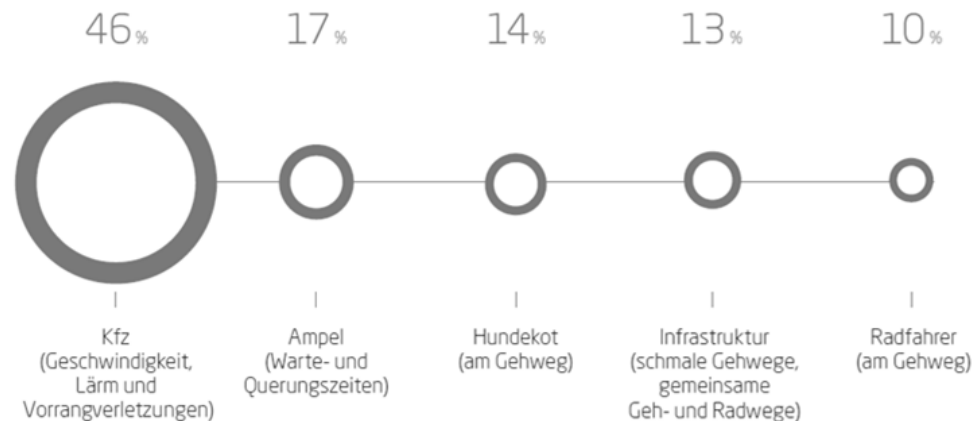 46 %
17 %
14 %
13 %
10 %
Kfz
(Geschwindigkeit,
Lärm und
Vorrangverletzungen)
Ampel
(Warte- und
Querungszeiten)
Hundekot
(am Gehweg)
Infrastruktur
(schmale Gehwege,
gemeinsame
Geh- und Radwege)
Radfahrer
(am Gehweg)